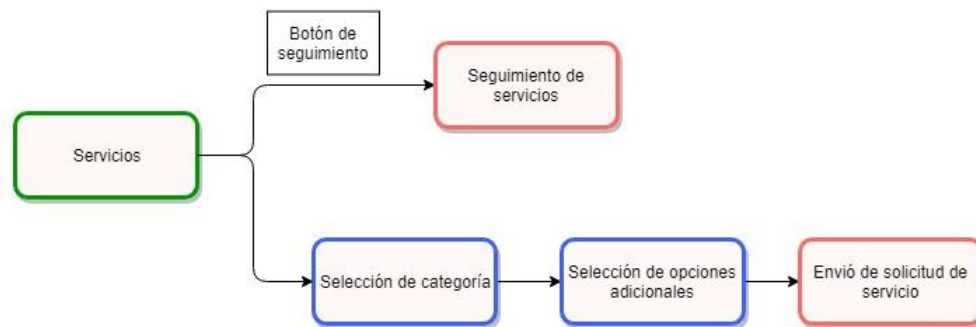 Botón de
seguimiento
Seguimiento de
servicios
Servicios
Selección de categoría
Selección de opciones
adicionales
Envió de solicitud de
servicio